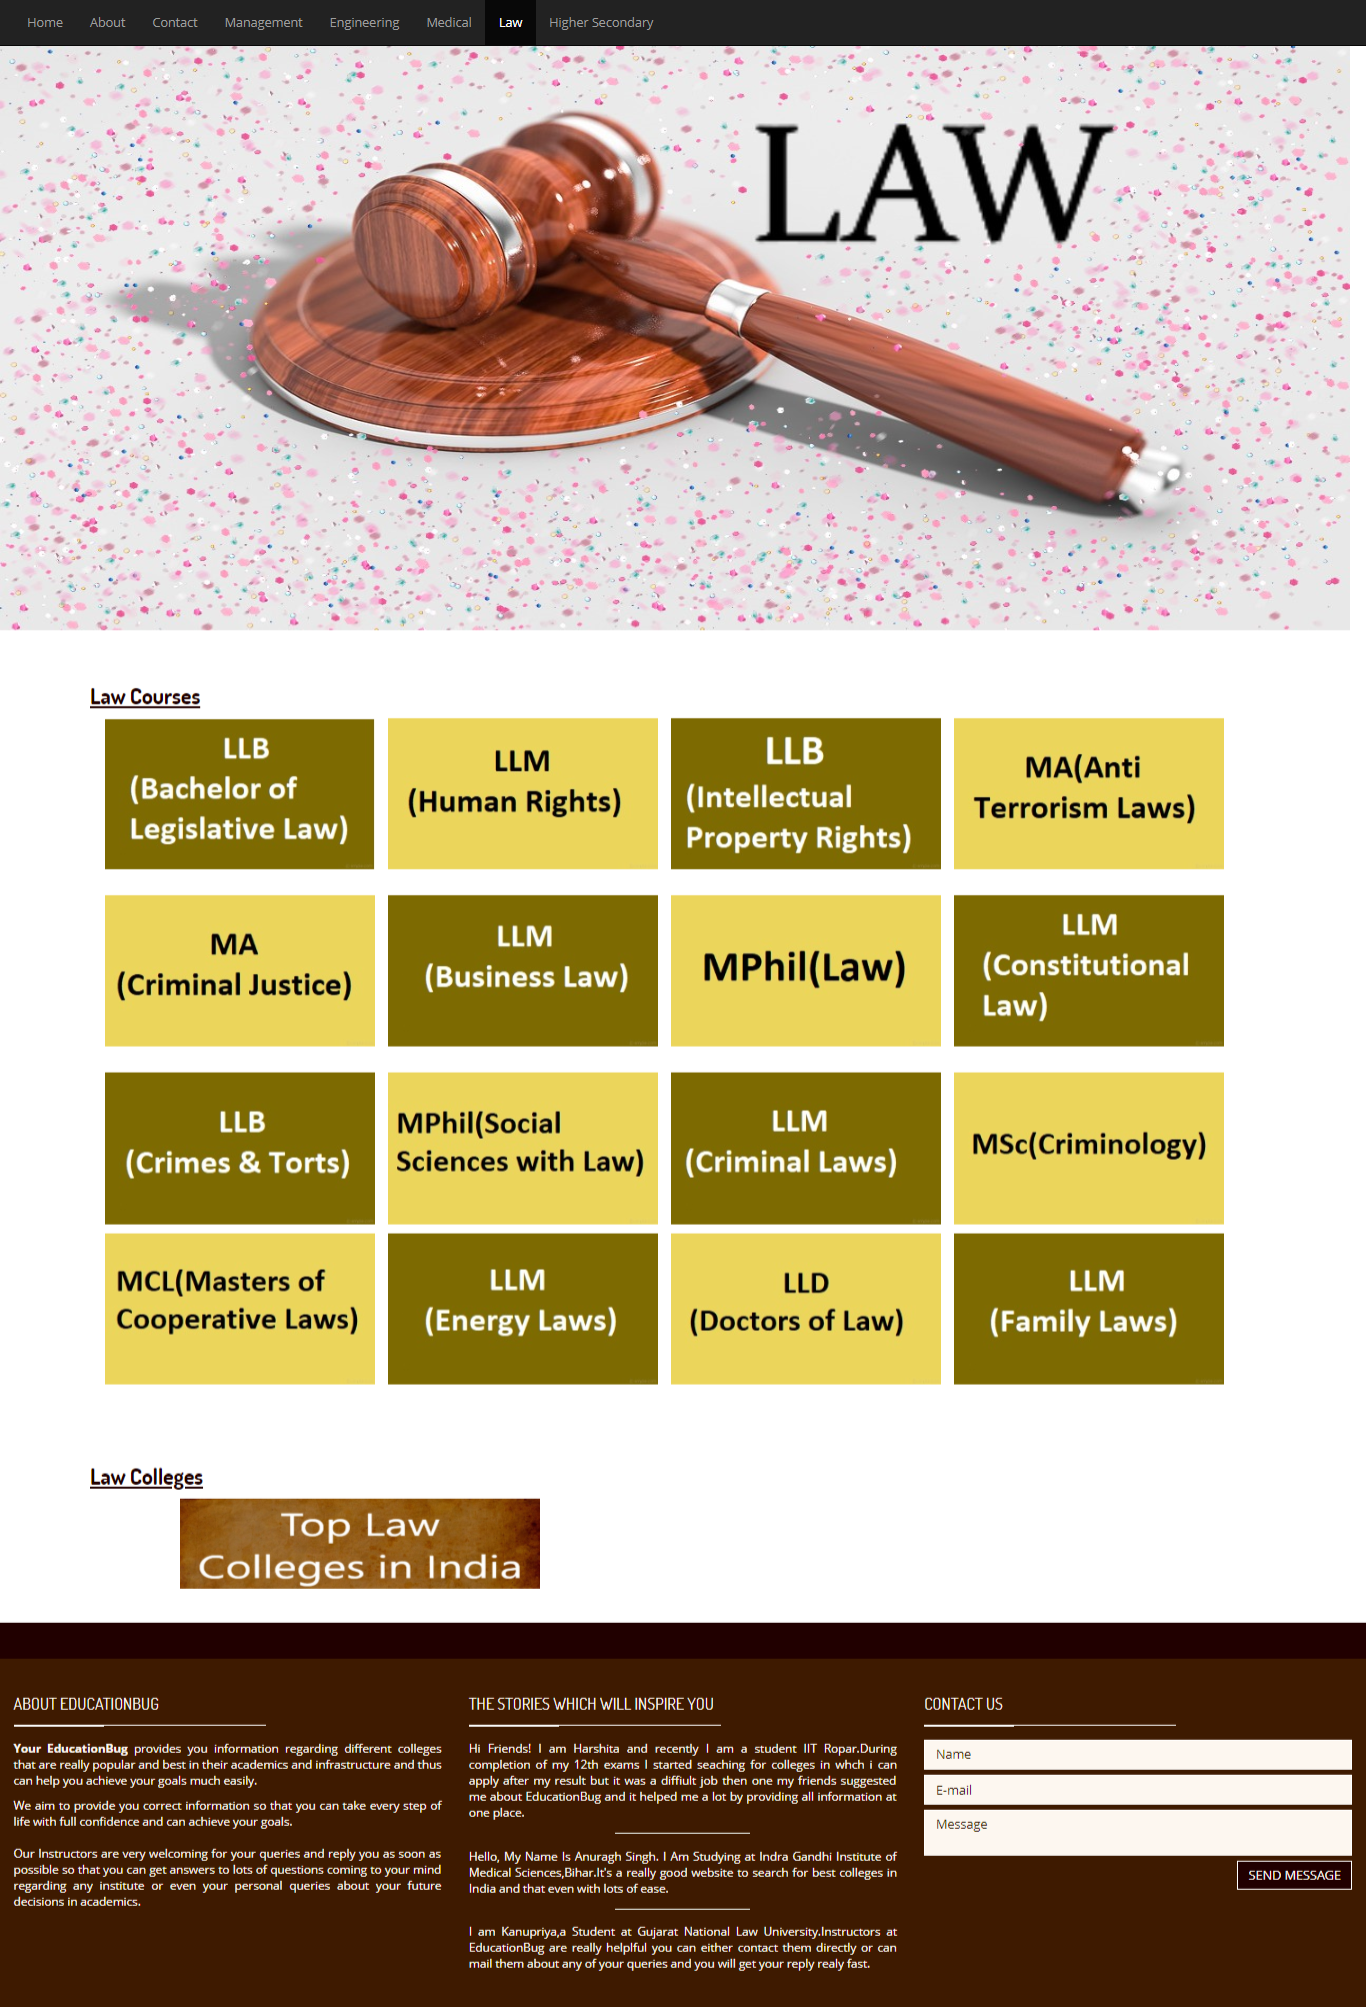 Home About Contact Management Engineering Medical Law Higher Secondary
LAW
Law Courses
LLB
(Bachelor of
Legislative Law)
LLM
(Human Rights)
LLB
(Intellectual
Property Rights)
MA(Anti
Terrorism Laws)
MA
(Criminal Justice)
LLM
(Business Law)
MPhil(Law)
LLM
(Constitutional
Law)
LLB
(Crimes & Torts)
MPhil(Social
Sciences with Law)
LLM
(Criminal Laws)
MSc(Criminology)
MCL(Masters of
Cooperative Laws)
LLM
(Energy Laws)
LLD
(Doctors of Law)
LLM
(Family Laws)
Law Colleges
Top Law
Colleges in India
ABOUT EDUCATIONBUG
Your EducationBug provides you information regarding different colleges
that are really popular and best in their academics and infrastructure and thus
can help you achieve your goals much easily.
We aim to provide you correct information so that you can take every step of
life with full confidence and can achieve your goals.
Our Instructors are very welcoming for your queries and reply you as soon as
possible so that you can get answers to lots of questions coming to your mind
regarding any institute or even your personal queries about your future
decisions in academics.
THE STORIES WHICH WILL INSPIRE YOU
Hi Friends! I am Harshita and recently I am a student IIT Ropar.During
completion of my 12th exams I started seaching for colleges in whch i can
apply after my result but it was a diffiult job then one my friends suggested
me about EducationBug and it helped me a lot by providing all information at
one place.
Hello, My Name Is Anuragh Singh. I Am Studying at Indra Gandhi Institute of
Medical Sciences,Bihar.It's a really good website to search for best colleges in
India and that even with lots of ease.
I am Kanupriya,a Student at Gujarat National Law University.Instructors at
EducationBug are really helplful you can either contact them directly or can
mail them about any of your queries and you will get your reply realy fast.
CONTACT US
Name
E-mail
Message
SEND MESSAGE